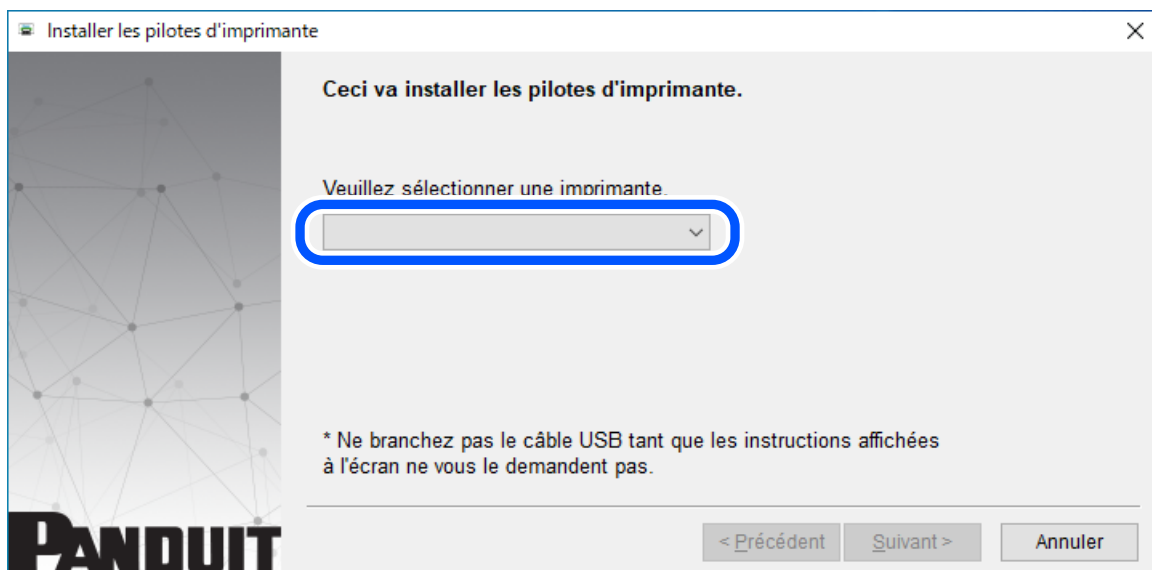 Installer les pilotes d'imprimante
Ceci va installer les pilotes d'imprimante.
Veuillez sélectionner une imprimante.
* Ne branchez pas le câble USB tant que les instructions affichées
à l'écran ne vous le demandent pas.
PANDUIT
< Précédent
Suivant >
Annuler